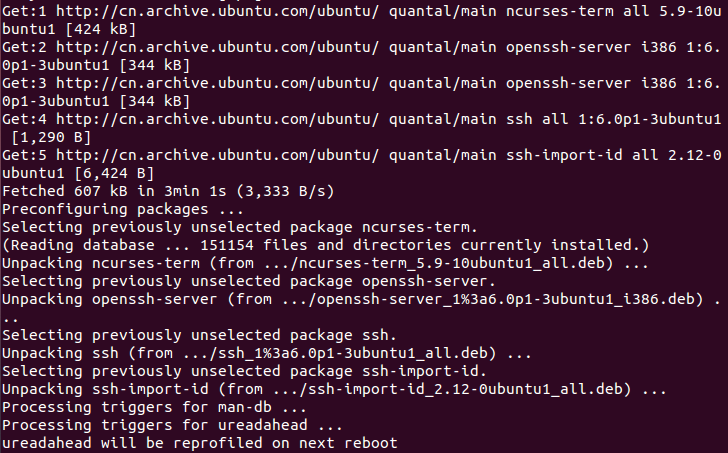 Get:1 http://cn.archive.ubuntu.com/ubuntu/ quantal/main ncurses-term all 5.9-10u
buntu1 [424 kB]
Get:2 http://cn.archive.ubuntu.com/ubuntu/ quantal/main openssh-server i386 1:6.
0p1-3ubuntu1 [344 kB]
Get:3 http://cn.archive.ubuntu.com/ubuntu/ quantal/main openssh-server i386 1:6.
0p1-3ubuntu1 [344 kB]
Get:4 http://cn.archive.ubuntu.com/ubuntu/ quantal/main ssh all 1:6.0p1-3ubuntu1
 [1,290 B]
Get:5 http://cn.archive.ubuntu.com/ubuntu/ quantal/main ssh-import-id all 2.12-0
ubuntu1 [6,424 B]
Fetched 607 kB in 3min 1s (3,333 B/s)
Preconfiguring packages ...
Selecting previously unselected package ncurses-term.
(Reading database ... 151154 files and directories currently installed.)
Unpacking ncurses-term (from .../ncurses-term_5.9-10ubuntu1_all.deb) ...
Selecting previously unselected package openssh-server.
Unpacking openssh-server (from .../openssh-server_1%3a6.0p1-3ubuntu1_i386.deb) .
..
Selecting previously unselected package ssh.
Unpacking ssh (from .../ssh_1%3a6.0p1-3ubuntu1_all.deb) ...
Selecting previously unselected package ssh-import-id.
Unpacking ssh-import-id (from .../ssh-import-id_2.12-0ubuntu1_all.deb) ...
Processing triggers for man-db ...
Processing triggers for ureadahead ...
ureadahead will be reprofiled on next reboot